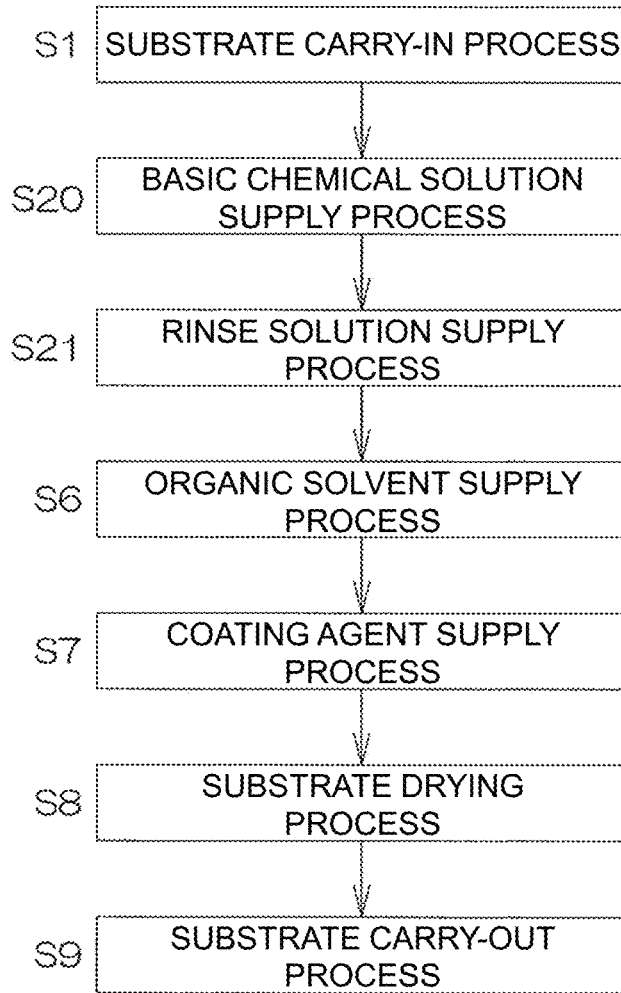 S1 SUBSTRATE CARRY-IN PROCESS
S20 BASIC CHEMICAL SOLUTION
SUPPLY PROCESS
S21 RINSE SOLUTION SUPPLY
PROCESS
S6 ORGANIC SOLVENT SUPPLY
PROCESS
S7 COATING AGENT SUPPLY
PROCESS
S8 SUBSTRATE DRYING
PROCESS
S9 SUBSTRATE CARRY-OUT
PROCESS